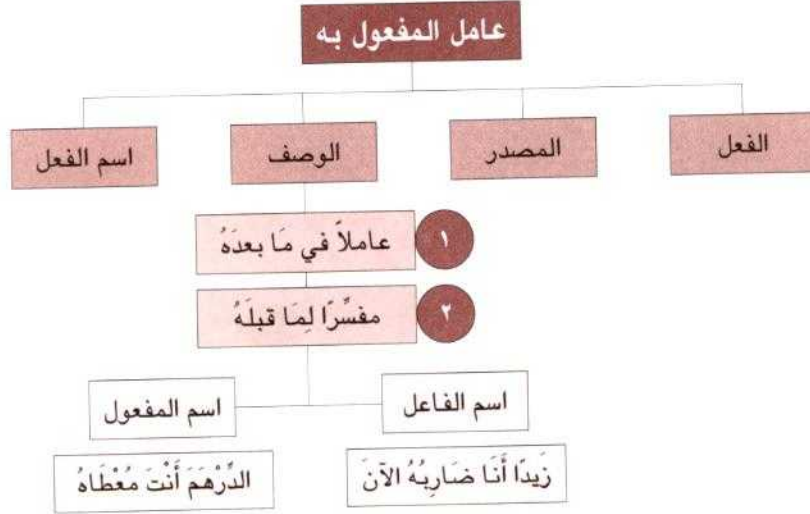 عامل المفعول به
الفعل
المصدر
الوصف
اسم الفعل
١
عاملاً في مَا بعدَهُ
٢
مفسِّرًا لِمَا قبلَهُ
اسم الفاعل
اسم المفعول
زَيدًا أَنَا ضَارِبُهُ الآنَ
الدِّرْهَمَ أَنْتَ مُعْطَاهُ